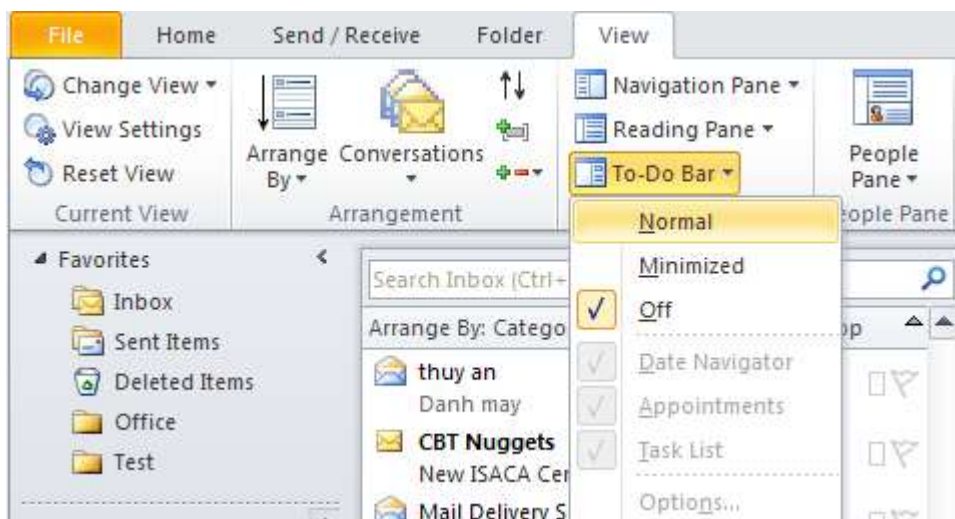 File Home Send / Receive Folder View
Change View
View Settings
Reset View
Current View
Arrange By
Conversations
Arrangement
Navigation Pane
Reading Pane
To-Do Bar
People Pane
eople Pane
Normal
Minimized
Off
Date Navigator
Appointments
Task List
Options...
Favorites
Inbox
Sent Items
Deleted Items
Office
Test
Search Inbox (Ctrl+
Arrange By: Catego
op
thuy an
Danh may
CBT Nuggets
New ISACA Cer
Mail Delivery S